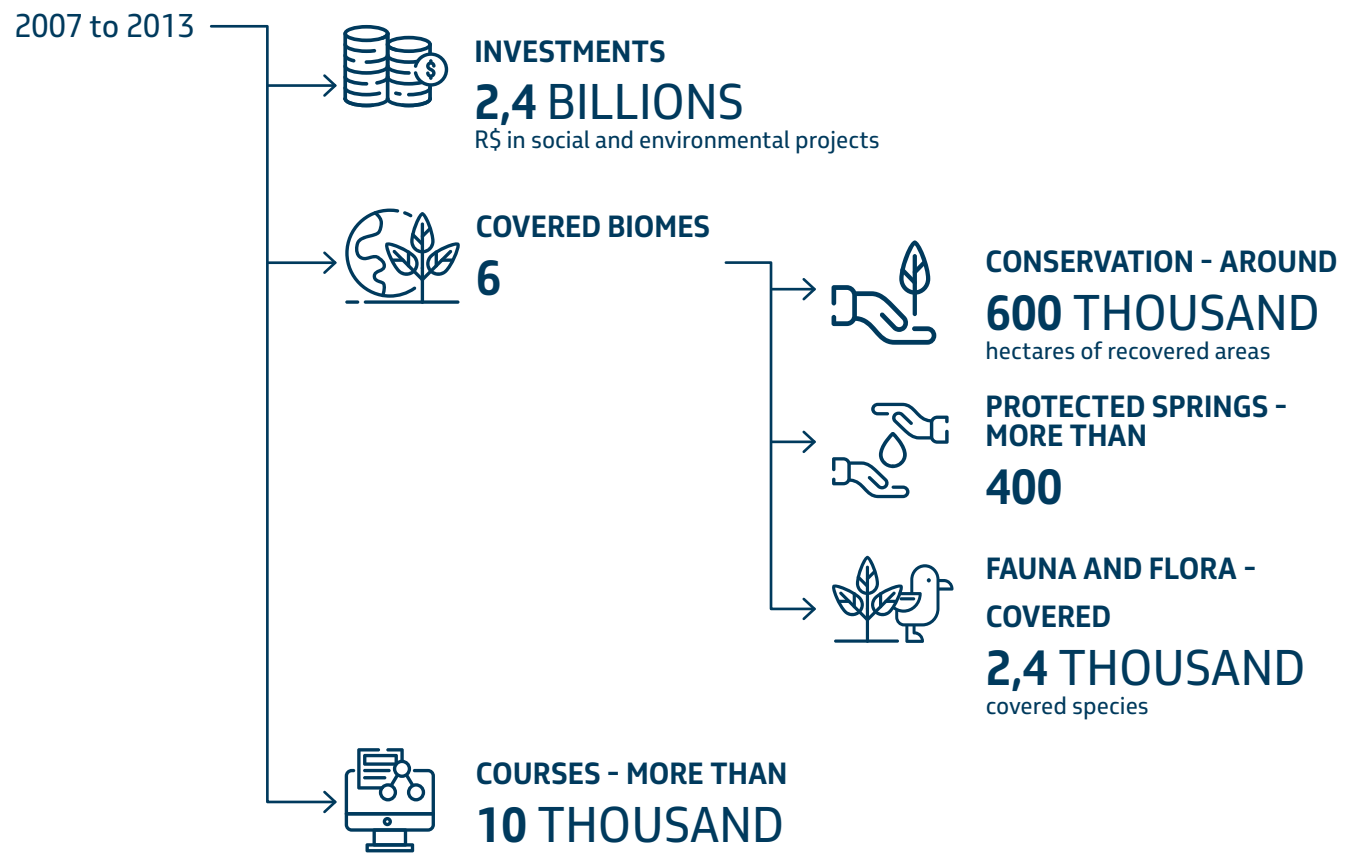 2007 to 2013
INVESTMENTS
2,4 BILLIONS
R$ in social and environmental projects
COVERED BIOMES
6
CONSERVATION - AROUND
600 THOUSAND
hectares of recovered areas
PROTECTED SPRINGS -
MORE THAN
400
FAUNA AND FLORA -
COVERED
2,4 THOUSAND
covered species
COURSES - MORE THAN
10 THOUSAND